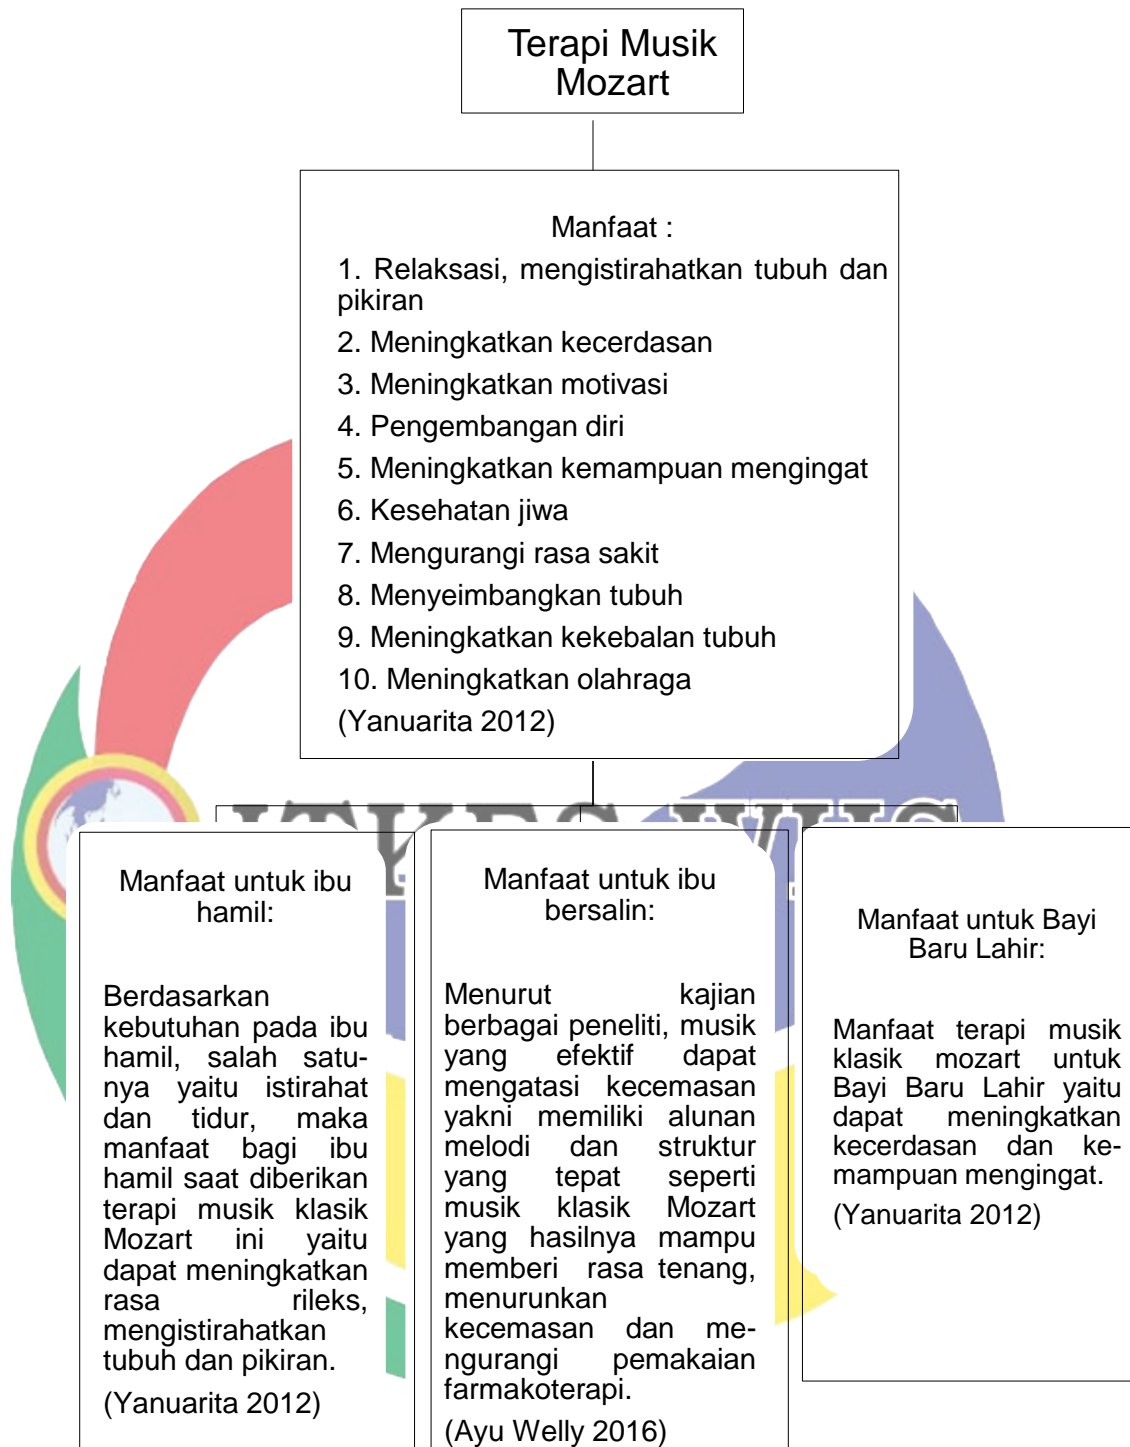 Terapi Musik
Mozart
Manfaat :
1. Relaksasi, mengistirahatkan tubuh dan
pikiran
2. Meningkatkan kecerdasan
3. Meningkatkan motivasi
4. Pengembangan diri
5. Meningkatkan kemampuan mengingat
6. Kesehatan jiwa
7. Mengurangi rasa sakit
8. Menyeimbangkan tubuh
9. Meningkatkan kekebalan tubuh
10. Meningkatkan olahraga
(Yanuarita 2012)
Manfaat untuk ibu
hamil:
Berdasarkan
kebutuhan pada ibu
hamil, salah satu-
nya yaitu istirahat
dan tidur, maka
manfaat bagi ibu
hamil saat diberikan
terapi musik klasik
Mozart ini yaitu
dapat meningkatkan
rasa rileks,
mengistirahatkan
tubuh dan pikiran.
(Yanuarita 2012)
Manfaat untuk ibu
bersalin:
Menurut kajian
berbagai peneliti, musik
yang efektif dapat
mengatasi kecemasan
yakni memiliki alunan
melodi dan struktur
yang tepat seperti
musik klasik Mozart
yang hasilnya mampu
memberi rasa tenang,
menurunkan
kecemasan dan me-
ngurangi pemakaian
farmakoterapi.
(Ayu Welly 2016)
Manfaat untuk Bayi
Baru Lahir:
Manfaat terapi musik
klasik mozart untuk
Bayi Baru Lahir yaitu
dapat meningkatkan
kecerdasan dan ke-
mampuan mengingat.
(Yanuarita 2012)